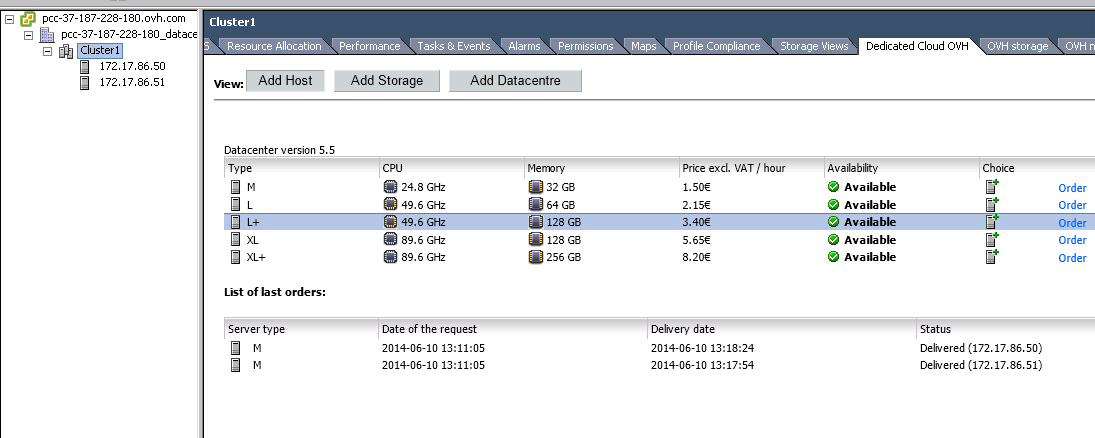 pcc-37-187-228-180.ovh.com
pcc-37-187-228-180_datace
Cluster1
172.17.86.50
172.17.86.51
Cluster1
s Resource Allocation Performance Tasks & Events Alarms Permissions Maps Profile Compliance Storage Views Dedicated Cloud OVH OVH storage OVH n
View: Add Host Add Storage Add Datacentre
Datacenter version 5.5
Type CPU Memory Price excl. VAT / hour Availability Choice
M 24.8 GHz 32 GB 1.50€ Available Order
L 49.6 GHz 64 GB 2.15€ Available Order
L+ 49.6 GHz 128 GB 3.40€ Available Order
XL 89.6 GHz 128 GB 5.65€ Available Order
XL+ 89.6 GHz 256 GB 8.20€ Available Order
List of last orders:
Server type Date of the request Delivery date Status
M 2014-06-10 13:11:05 2014-06-10 13:18:24 Delivered (172.17.86.50)
M 2014-06-10 13:11:05 2014-06-10 13:17:54 Delivered (172.17.86.51)